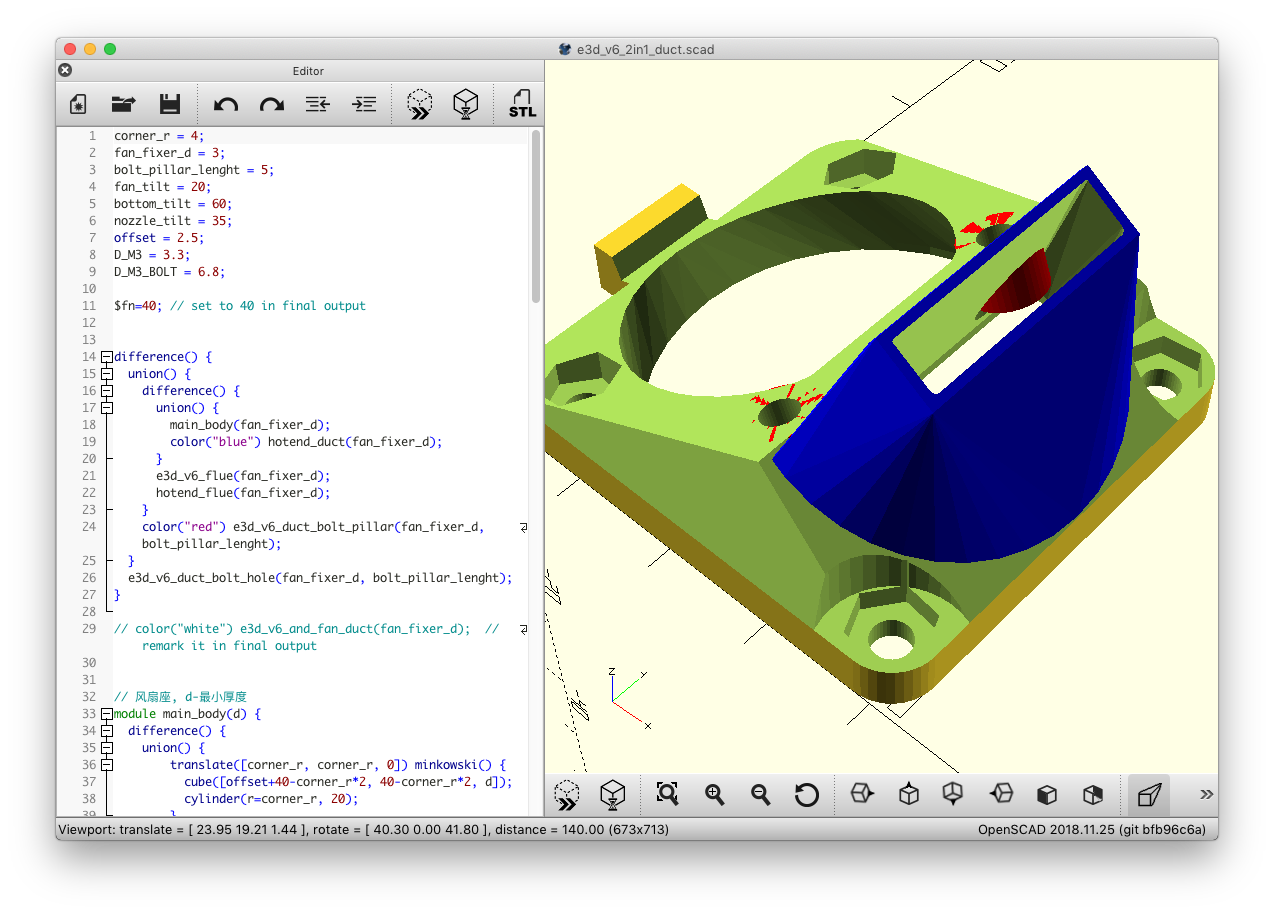 e3d_v6_2in1_duct.scad
Editor
STL
1 corner_r = 4;
2 fan_fixer_d = 3;
3 bolt_pillar_lenght = 5;
4 fan_tilt = 20;
5 bottom_tilt = 60;
6 nozzle_tilt = 35;
7 offset = 2.5;
8 D_M3 = 3.3;
9 D_M3_BOLT = 6.8;
10
11 $fn=40; // set to 40 in final output
12
13
14 difference() {
15 union() {
16 difference() {
17 union() {
18 main_body(fan_fixer_d);
19 color("blue") hotend_duct(fan_fixer_d);
20 }
21 e3d_v6_flue(fan_fixer_d);
22 hotend_flue(fan_fixer_d);
23 }
24 color("red") e3d_v6_duct_bolt_pillar(fan_fixer_d,
bolt_pillar_lenght);
25 }
26 e3d_v6_duct_bolt_hole(fan_fixer_d, bolt_pillar_lenght);
27 }
28
29 // color("white") e3d_v6_and_fan_duct(fan_fixer_d); //
remark it in final output
30
31
32 // 风扇座, d-最小厚度
33 module main_body(d) {
34 difference() {
35 union() {
36 translate([corner_r, corner_r, 0]) minkowski() {
37 cube([offset+40-corner_r*2, 40-corner_r*2, d]);
38 cylinder(r=corner_r, 20);
39 }
z
y
x
Viewport: translate = [ 23.95 19.21 1.44 ], rotate = [ 40.30 0.00 41.80 ], distance = 140.00 (673x713)
OpenSCAD 2018.11.25 (git bfb96c6a)